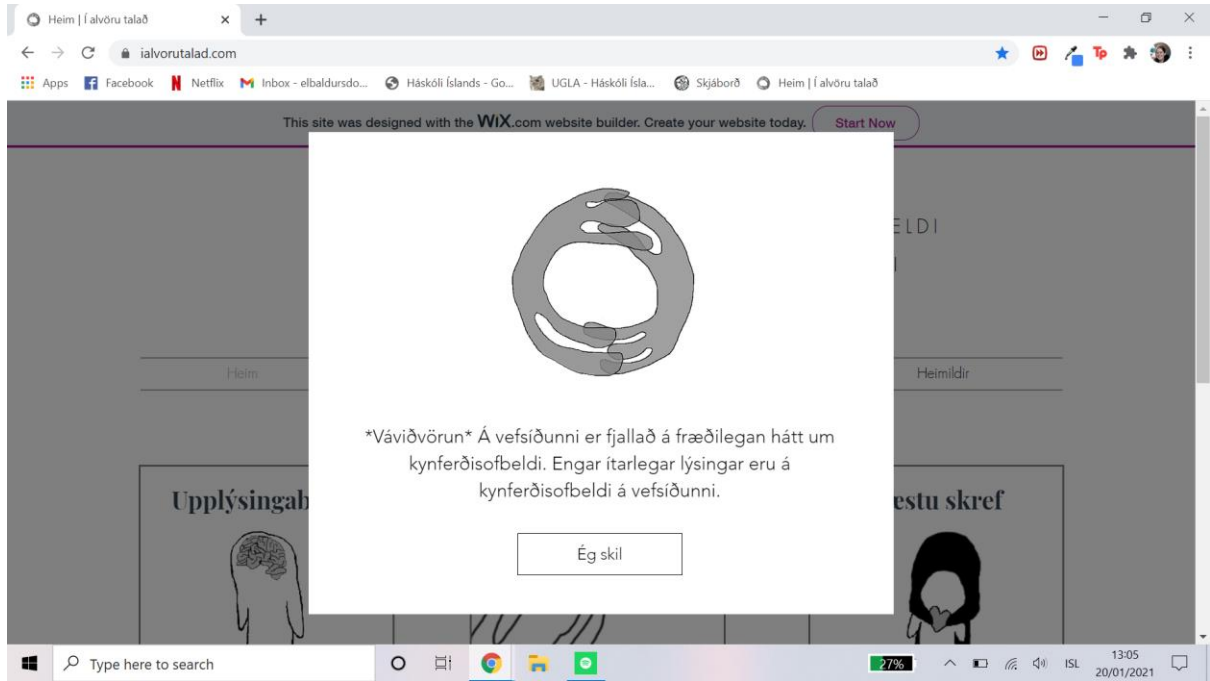 Heim | Í alvöru talað
ialvorutalad.com
Apps Facebook Netflix Inbox - elbaldursdo... Háskóli Íslands - Go... UGLA - Háskóli Ísla... Skjáborð Heim | Í alvöru talað
This site was designed with the WiX.com website builder. Create your website today. Start Now
ELDI
Heim Heimildir
*Váviðvörun* Á vefsíðunni er fjallað á fræðilegan hátt um
kynferðisofbeldi. Engar ítarlegar lýsingar eru á
kynferðisofbeldi á vefsíðunni.
Upplýsingab estu skref
Ég skil
Type here to search 27% ISL 13:05
20/01/2021